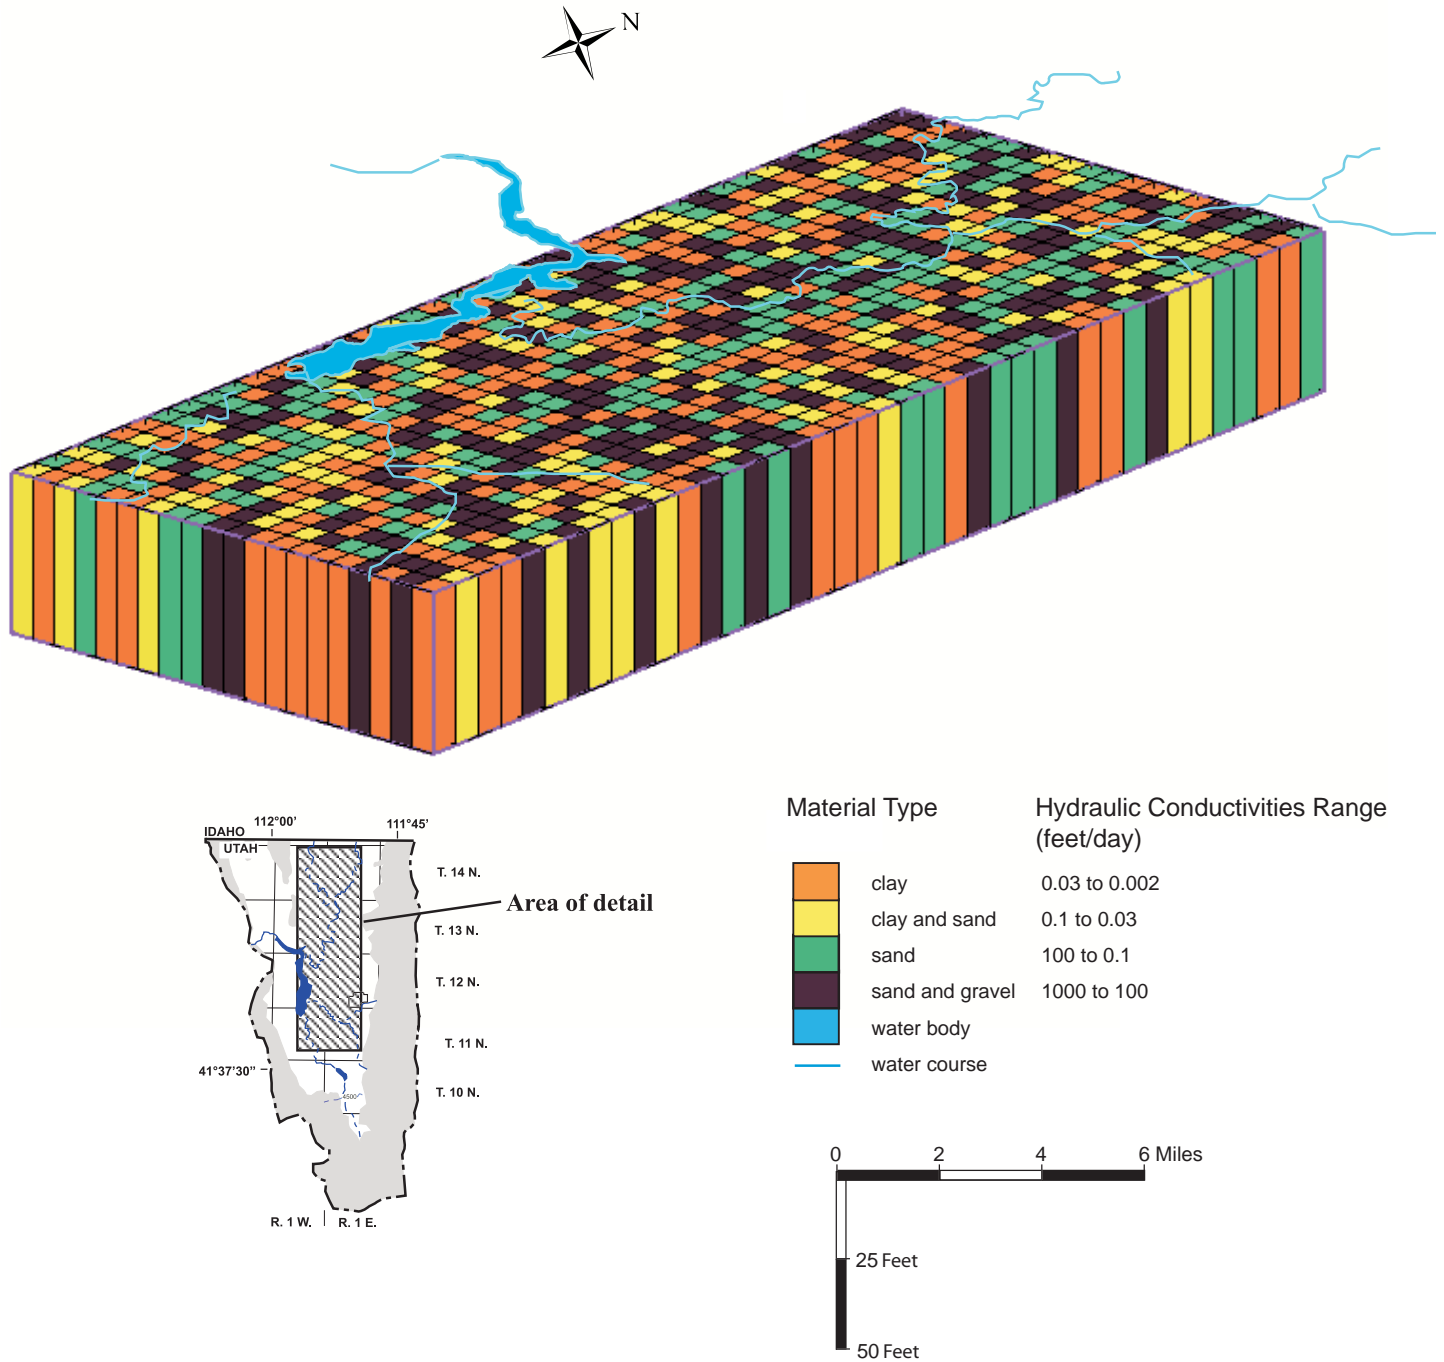 N
Material Type Hydraulic Conductivities Range
(feet/day)
clay 0.03 to 0.002
clay and sand 0.1 to 0.03
sand 100 to 0.1
sand and gravel 1000 to 100
water body
water course
112°00' 111°45'
IDAHO
UTAH
T. 14 N.
Area of detail
T. 13 N.
T. 12 N.
T. 11 N.
41°37'30"
T. 10 N.
4500
R. 1 W. R. 1 E.
0 2 4 6 Miles
25 Feet
50 Feet